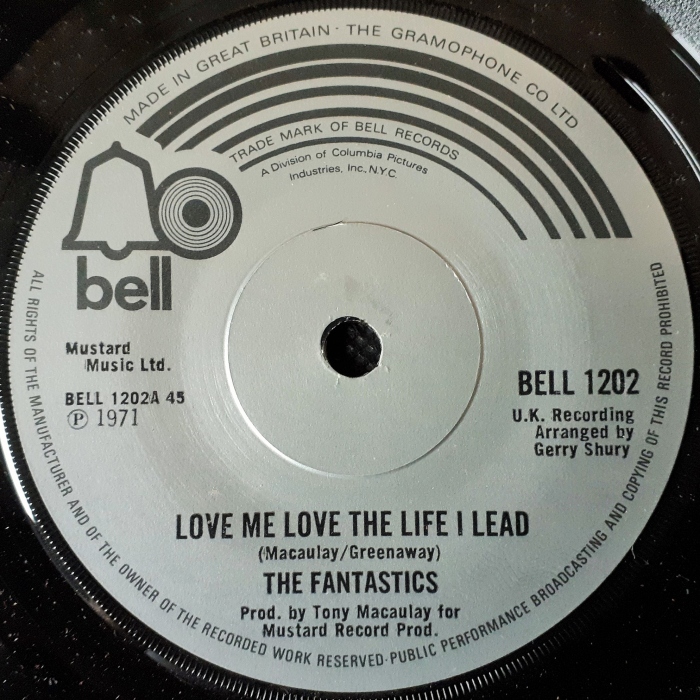 MADE IN GREAT BRITAIN · THE GRAMOPHONE CO LTD
TRADE MARK OF BELL RECORDS
A Division of Columbia Pictures
Industries, Inc. N.Y.C.
bell
Mustard
Music Ltd.
BELL 1202A 45
Ⓟ 1971
BELL 1202
U.K. Recording
Arranged by
Gerry Shury
LOVE ME LOVE THE LIFE I LEAD
(Macaulay/Greenaway)
THE FANTASTICS
Prod. by Tony Macaulay for
Mustard Record Prod.
ALL RIGHTS OF THE MANUFACTURER AND OF THE OWNER OF THE RECORDED WORK RESERVED · PUBLIC PERFORMANCE BROADCASTING AND COPYING OF THIS RECORD PROHIBITED